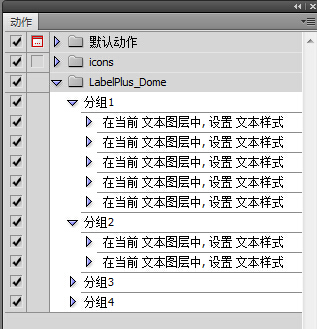 动作
默认动作
icons
LabelPlus_Dome
分组1
在当前 文本图层中, 设置 文本样式
在当前 文本图层中, 设置 文本样式
在当前 文本图层中, 设置 文本样式
在当前 文本图层中, 设置 文本样式
在当前 文本图层中, 设置 文本样式
分组2
在当前 文本图层中, 设置 文本样式
在当前 文本图层中, 设置 文本样式
分组3
分组4